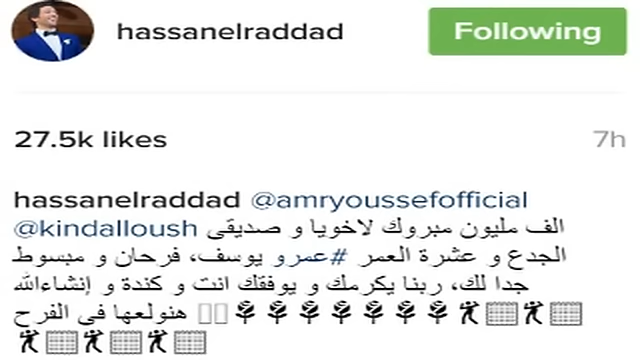 hassanelraddad
Following
27.5k likes
7h
hassanelraddad @amryoussefofficial
@kindalloush الف مليون مبروك لاخويا و صديقى
الجدع و عشرة العمر #عمرو يوسف، فرحان و مبسوط
جدا لك، ربنا يكرمك و يوفقك انت و كندة و إنشاءالله
هنولعها في الفرح